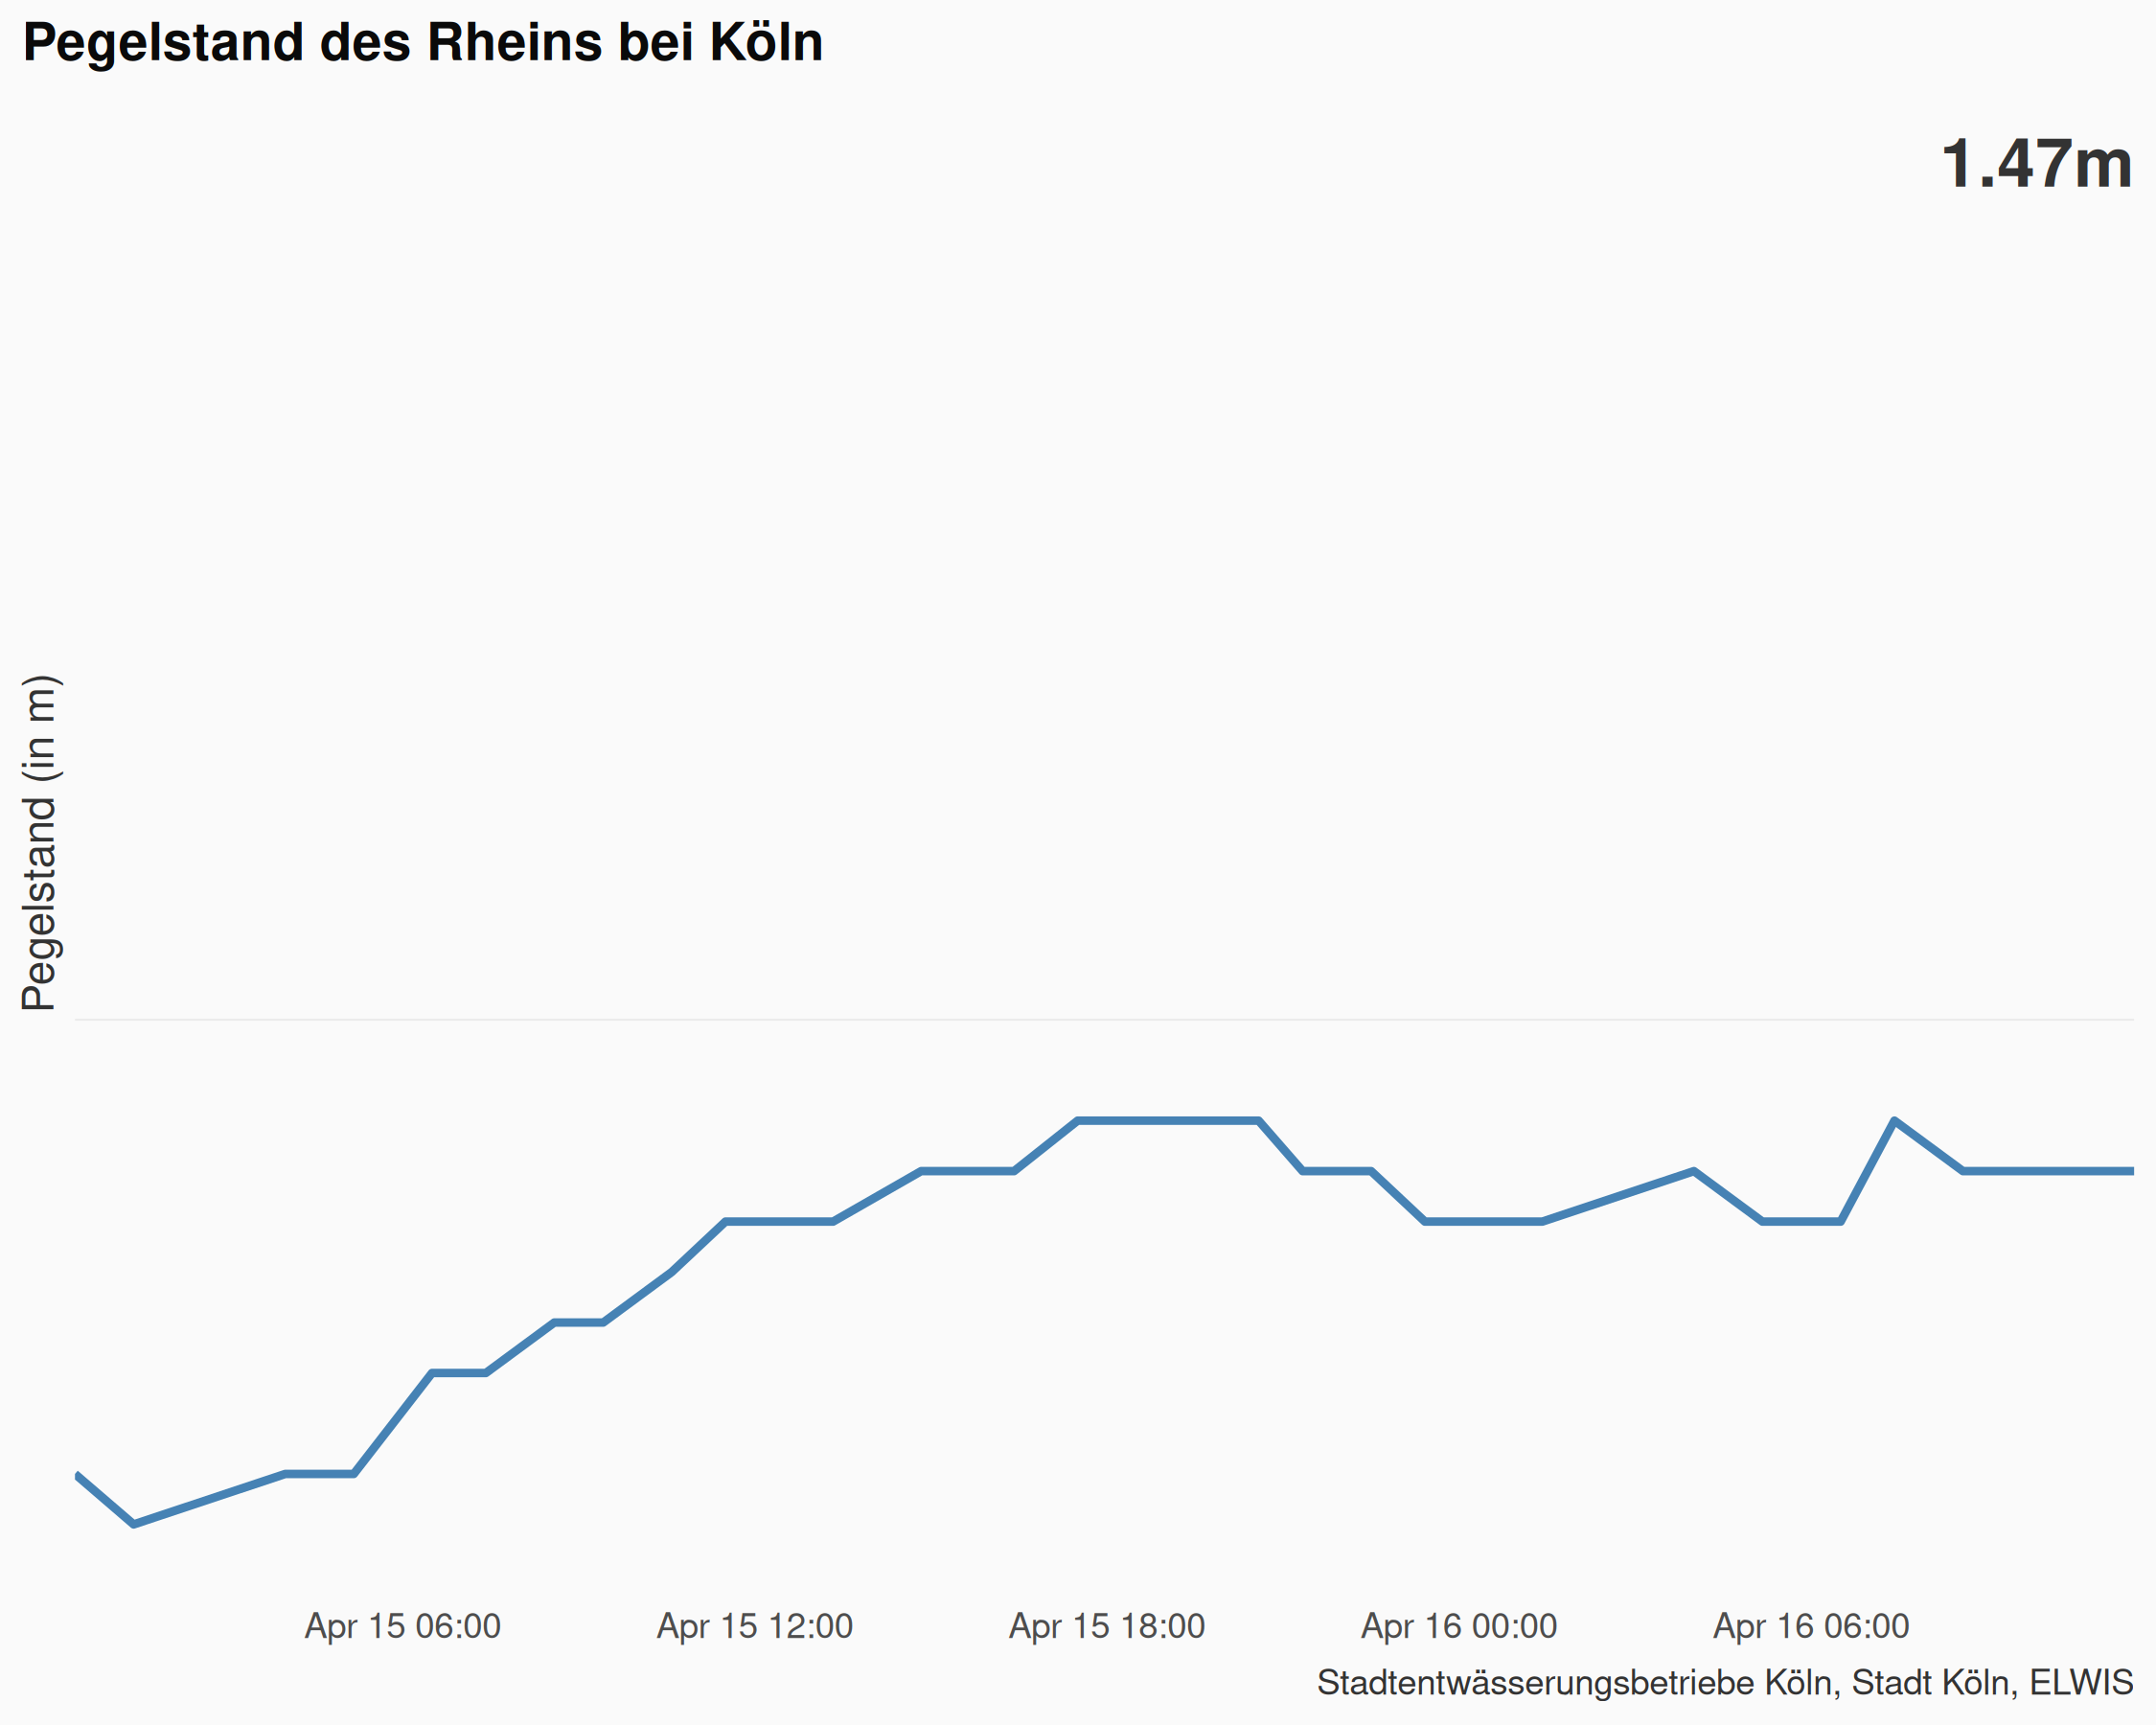 Pegelstand des Rheins bei Köln
1.47m
Pegelstand (in m)
Apr 15 06:00
Apr 15 12:00
Apr 15 18:00
Apr 16 00:00
Apr 16 06:00
Stadtentwässerungsbetriebe Köln, Stadt Köln, ELWIS